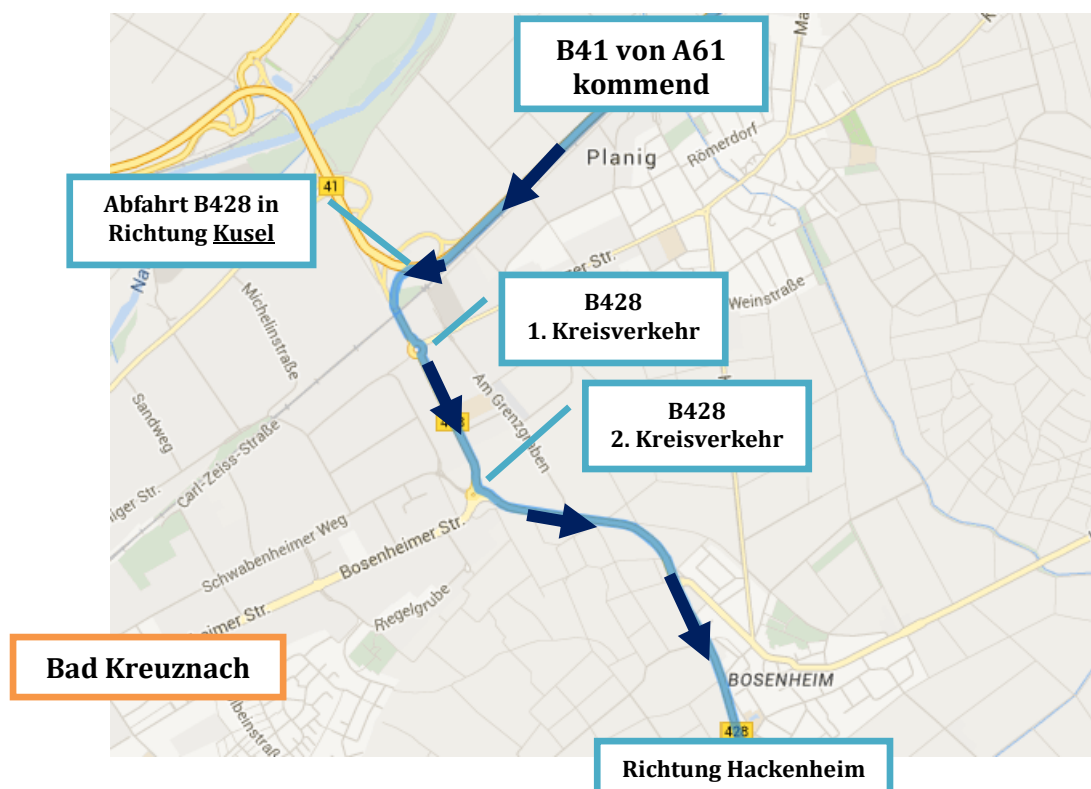 B41 von A61
kommend
Planig
Römerdorf
41
Abfahrt B428 in
Richtung Kusel
Michelinstraße
B428
1. Kreisverkehr
Weinstraße
Am Grenzgraben
B428
2. Kreisverkehr
Sandweg
Carl-Zeiss-Straße
Schwabenheimer Weg
Bosenheimer Str.
Riegelgrube
Bad Kreuznach
BOSENHEIM
428
Richtung Hackenheim